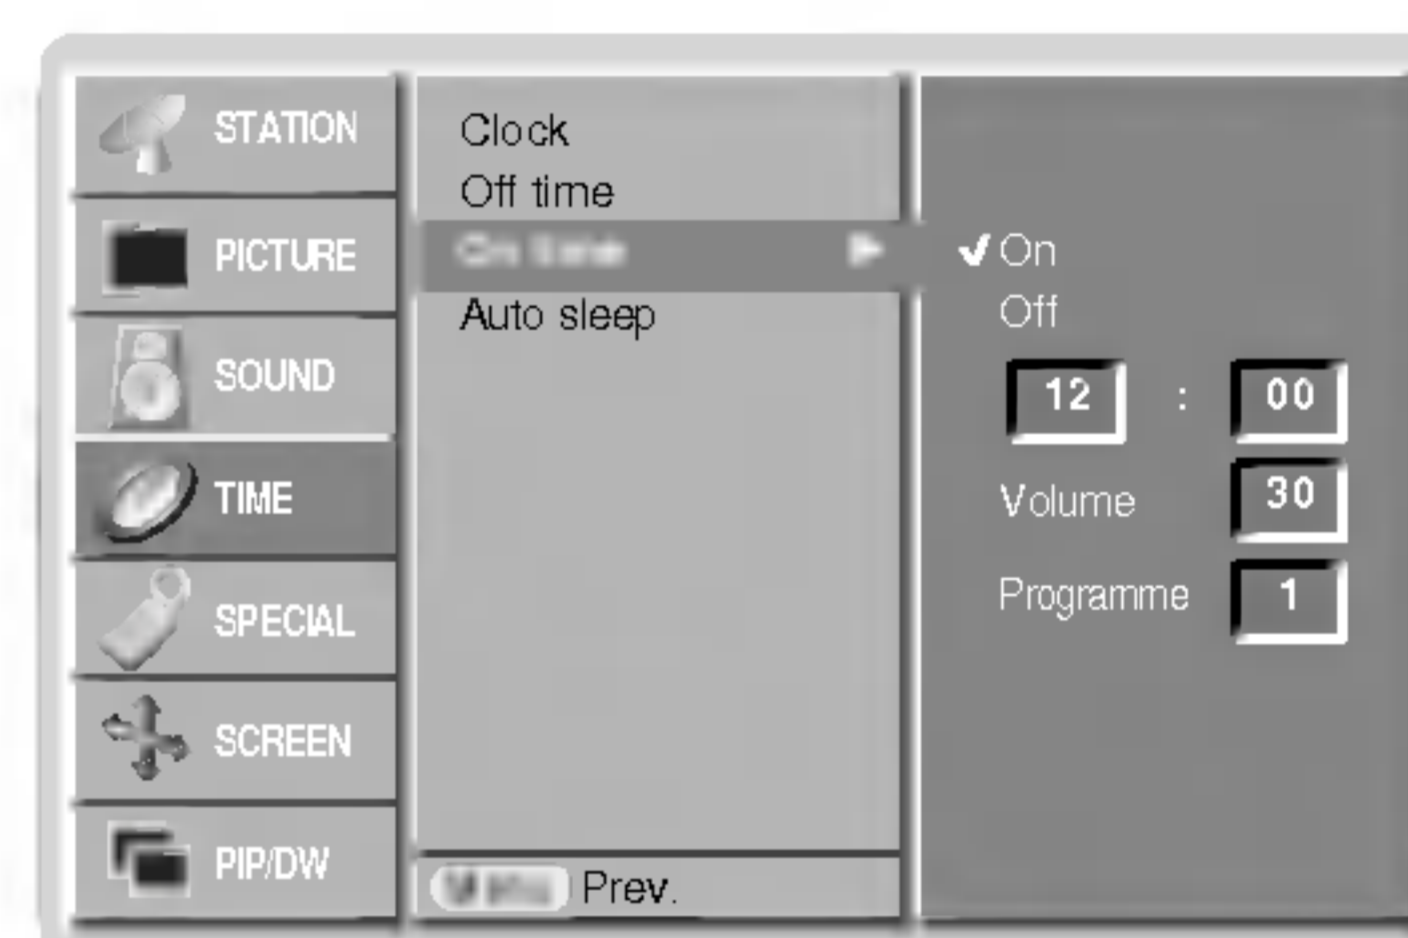 STATION
PICTURE
SOUND
TIME
SPECIAL
SCREEN
PIP/DW
Clock
Off time
Auto sleep
Prev.
✔ On
Off
12 : 00
Volume 30
Programme 1